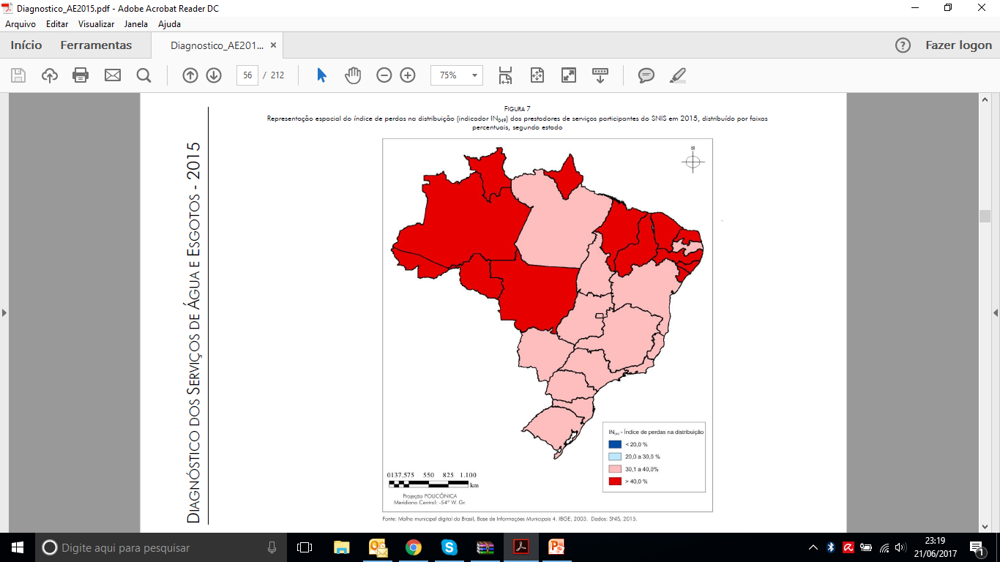 Diagnostico_AE2015.pdf - Adobe Acrobat Reader DC
Arquivo Editar Visualizar Janela Ajuda
Início Ferramentas Diagnostico_AE201... × ? Fazer logon
56 / 212 75%
DIAGNÓSTICO DOS SERVIÇOS DE ÁGUA E ESGOTOS - 2015
FIGURA 7
Representação espacial do índice de perdas na distribuição (indicador IN049) dos prestadores de serviços participantes do SNIS em 2015, distribuído por faixas
percentuais, segundo estado
N
IN049 - Índice de perdas na distribuição
< 20,0 %
20,0 a 30,0 %
30,1 a 40,0%
> 40,0 %
0137,575 550 825 1.100
km
Projeção POLICÔNICA
Meridiano Central: -54º W. Gr.
Fonte: Malha municipal digital do Brasil, Base de Informações Municipais 4. IBGE, 2003. Dados: SNIS, 2015.
Digite aqui para pesquisar
23:19
21/06/2017
1